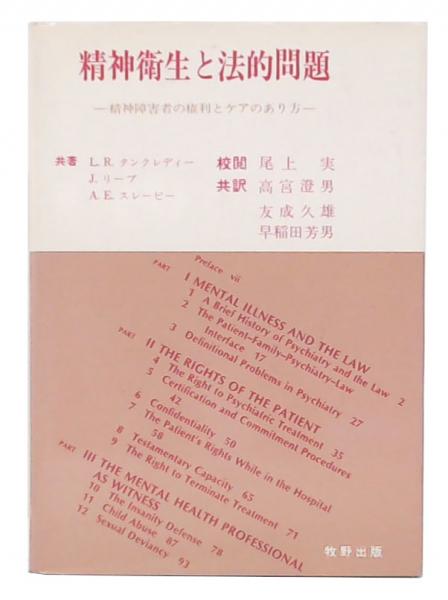 精神衛生と法的問題
—精神障害者の権利とケアのあり方—
共著 L.R.タンクレディー
J.リーブ
A.E.スレービー
校閲 尾上 実
共訳 高宮澄男
友成久雄
早稲田芳男
Preface vii
PART I MENTAL ILLNESS AND THE LAW
1 A Brief History of Psychiatry and the Law 2
2 The Patient-Family-Psychiatry-Law
Interface 17
3 Definitional Problems in Psychiatry 27
PART II THE RIGHTS OF THE PATIENT
4 The Right to Psychiatric Treatment 35
5 Certification and Commitment Procedures
42
6 Confidentiality 50
7 The Patient's Rights While in the Hospital
58
8 Testamentary Capacity 65
9 The Right to Terminate Treatment 71
PART III THE MENTAL HEALTH PROFESSIONAL
AS WITNESS
10 The Insanity Defense 78
11 Child Abuse 87
12 Sexual Deviancy 93
牧野出版